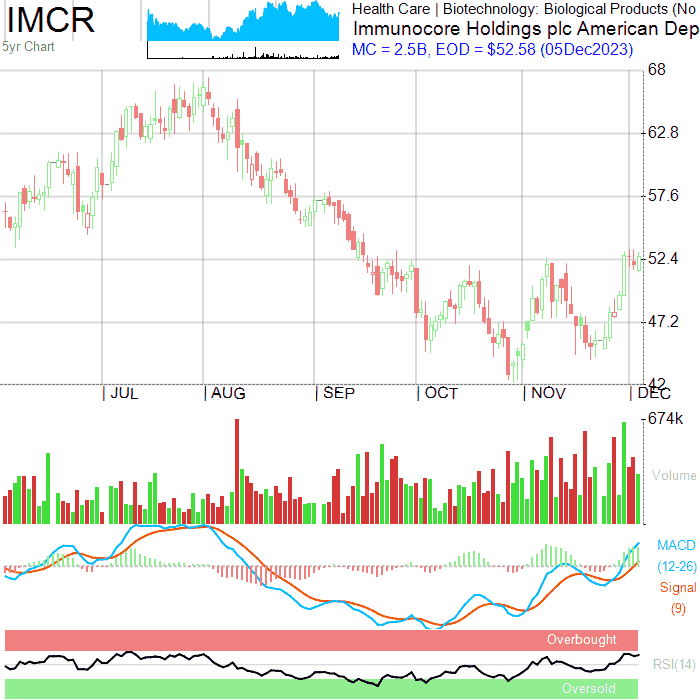 IMCR
5yr Chart
Health Care | Biotechnology: Biological Products (No
Immunocore Holdings plc American Dep
MC = 2.5B, EOD = $52.58 (05Dec2023)
68
62.8
57.6
52.4
47.2
42
| JUL | AUG | SEP | OCT | NOV | DEC
674k
Volume
MACD
(12-26)
Signal
(9)
Overbought
RSI(14)
Oversold